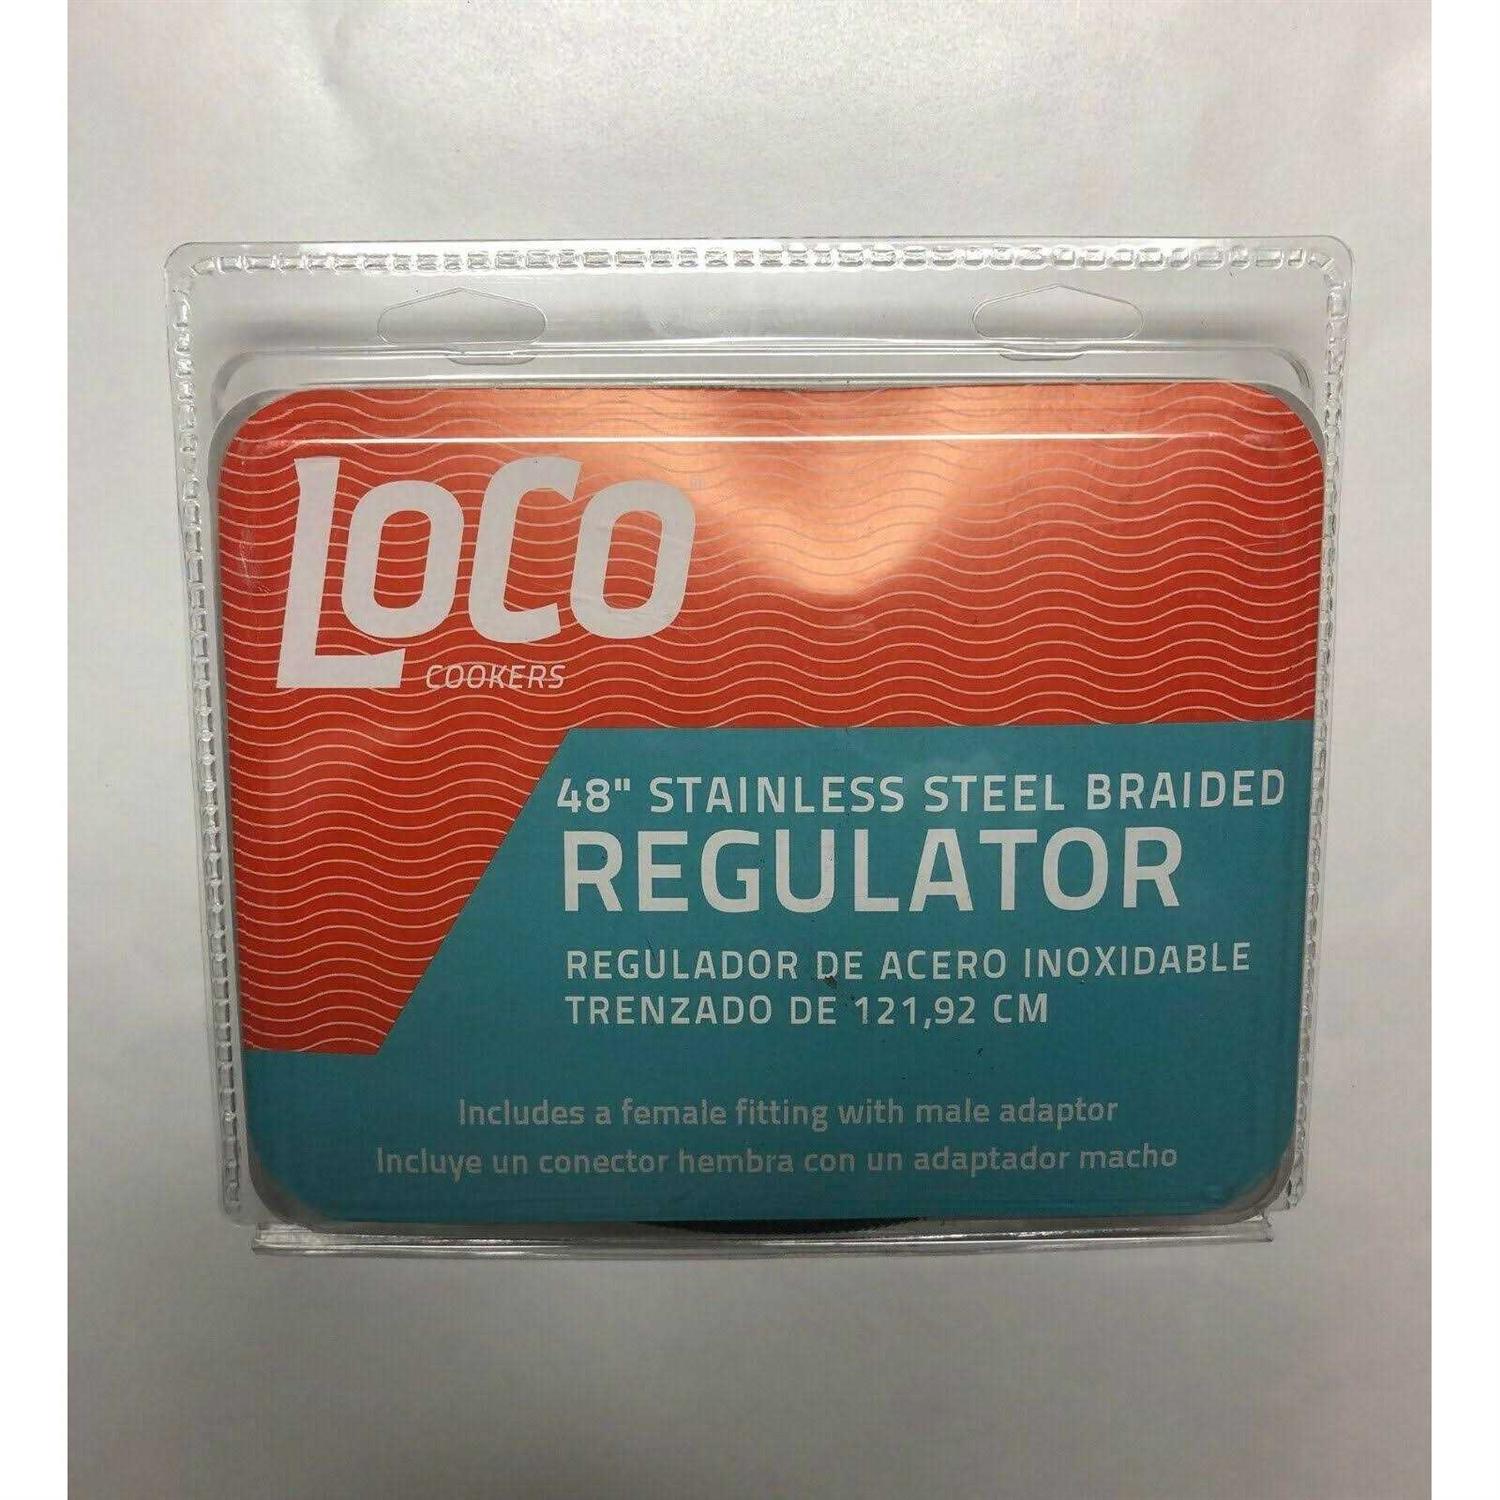 LoCo
COOKERS
48" STAINLESS STEEL BRAIDED
REGULATOR
REGULADOR DE ACERO INOXIDABLE
TRENZADO DE 121,92 CM
Includes a female fitting with male adaptor
Incluye un conector hembra con un adaptador macho